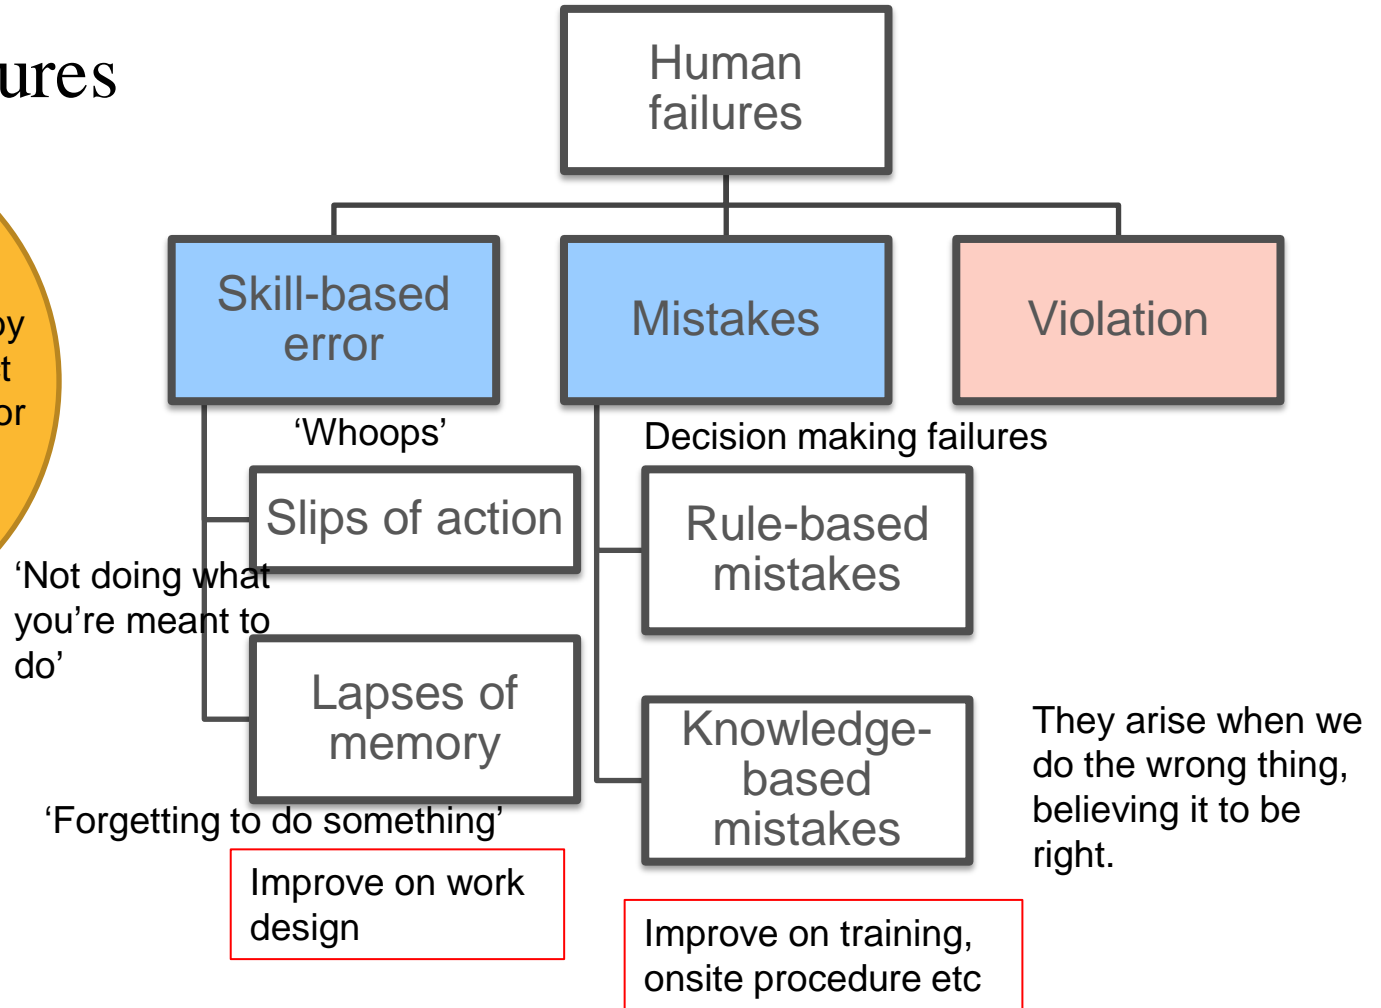 ures
Human
failures
Skill-based
error
Mistakes
Violation
‘Whoops’
Decision making failures
Slips of action
Rule-based
mistakes
‘Not doing what
you’re meant to
do’
Lapses of
memory
Knowledge-
based
mistakes
They arise when we
do the wrong thing,
believing it to be
right.
‘Forgetting to do something’
Improve on work
design
Improve on training,
onsite procedure etc
or